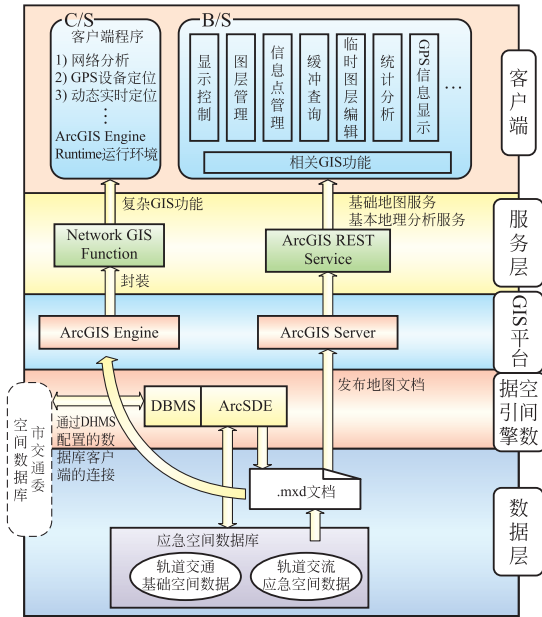 C/S
客户端程序
1) 网络分析
2) GPS设备定位
3) 动态实时定位
⋮
ArcGIS Engine
Runtime运行环境
B/S
显示控制
图层管理
信息点管理
缓冲查询
临时图层编辑
统计分析
GPS信息显示
…
相关GIS功能
客户端
复杂GIS功能
基础地图服务
基本地理分析服务
Network GIS
Function
ArcGIS REST
Service
服务层
封装
ArcGIS Engine
ArcGIS Server
GIS平台
发布地图文档
DBMS
ArcSDE
空间数
据引擎
市交通委
空间数据库
通过DHMS
配置的数
据库客户
端的连接
.mxd文档
数据层
应急空间数据库
轨道交通
基础空间数据
轨道交流
应急空间数据